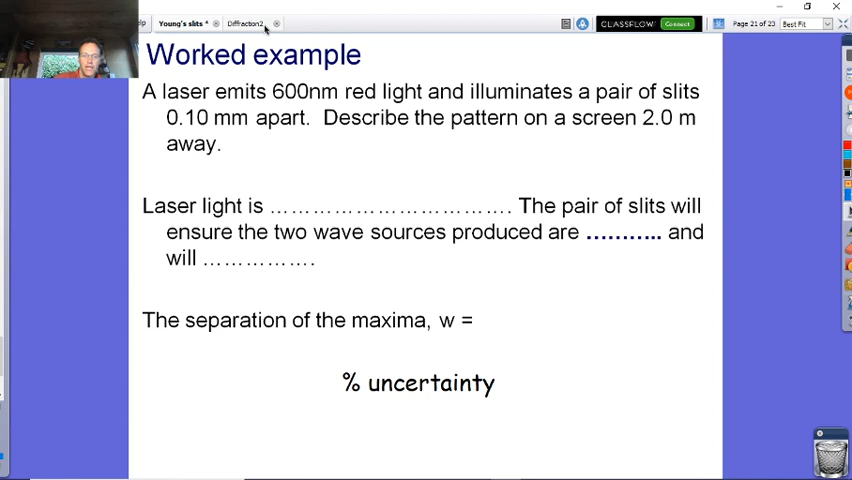 lp
Young's slits *
Diffraction2
CLASSFLOW
Connect
Page 21 of 23
Best Fit
Worked example
A laser emits 600nm red light and illuminates a pair of slits
0.10 mm apart. Describe the pattern on a screen 2.0 m
away.
Laser light is ……………………………. The pair of slits will
ensure the two wave sources produced are ……….. and
will …………….
The separation of the maxima, w =
% uncertainty